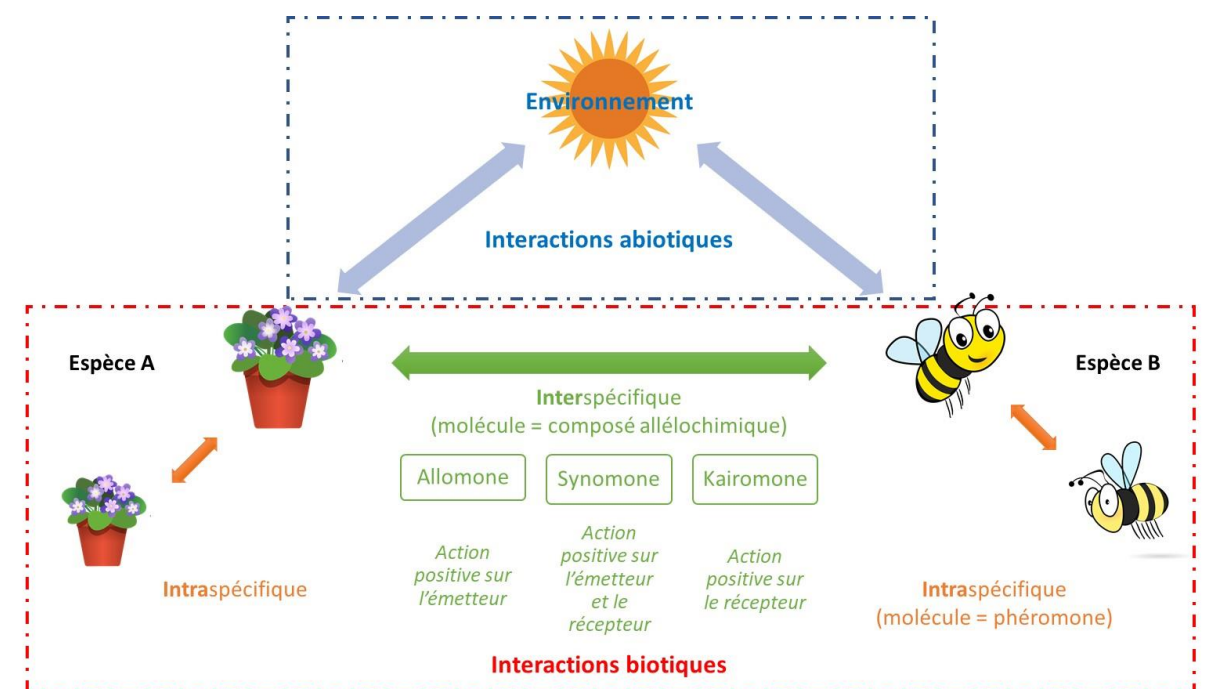 Environnement
Interactions abiotiques
Espèce A
Espèce B
Interspécifique
(molécule = composé allélochimique)
Allomone
Synomone
Kairomone
Action
positive sur
l'émetteur
Action
positive sur
l'émetteur
et le
récepteur
Action
positive sur
le récepteur
Intraspécifique
Intraspécifique
(molécule = phéromone)
Interactions biotiques